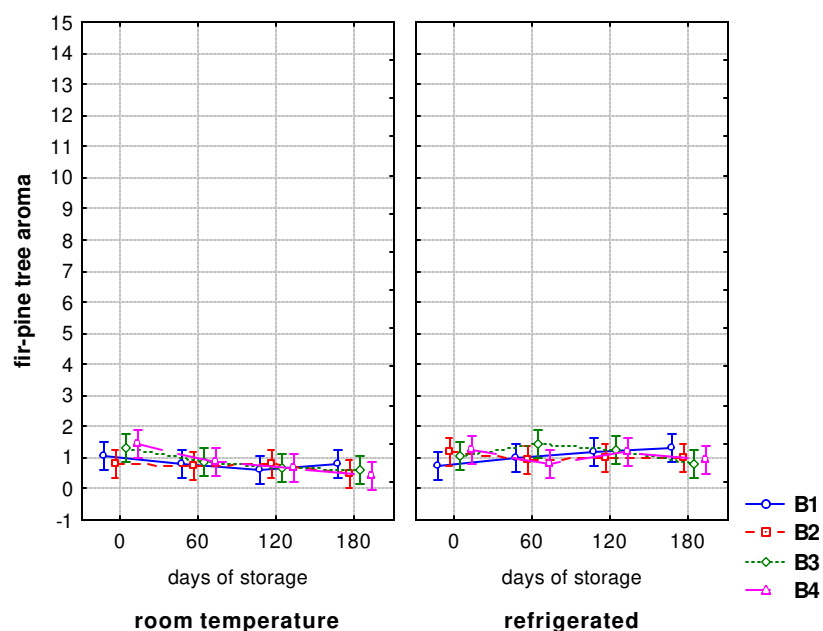 fir-pine tree aroma
15
14
13
12
11
10
9
8
7
6
5
4
3
2
1
0
-1
0 60 120 180
days of storage
room temperature
0 60 120 180
days of storage
refrigerated
B1
B2
B3
B4